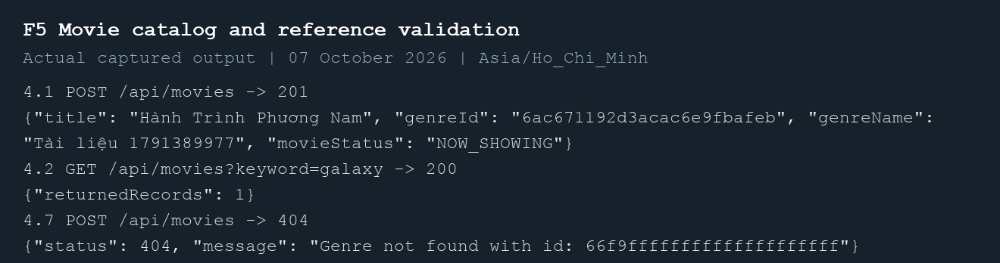 F5 Movie catalog and reference validation
Actual captured output | 07 October 2026 | Asia/Ho_Chi_Minh
4.1 POST /api/movies -> 201
{"title": "Hành Trình Phương Nam", "genreId": "6ac671192d3acac6e9fbafeb", "genreName":
"Tài liệu 1791389977", "movieStatus": "NOW_SHOWING"}
4.2 GET /api/movies?keyword=galaxy -> 200
{"returnedRecords": 1}
4.7 POST /api/movies -> 404
{"status": 404, "message": "Genre not found with id: 66f9ffffffffffffffffffff"}